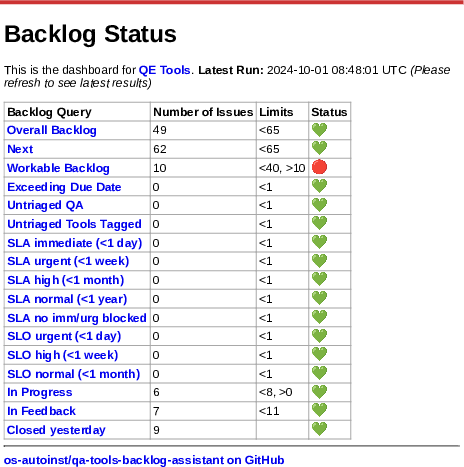 Backlog Status
This is the dashboard for QE Tools. Latest Run: 2024-10-01 08:48:01 UTC (Please
refresh to see latest results)
Backlog Query Number of Issues Limits Status
Overall Backlog 49 <65 💚
Next 62 <65 💚
Workable Backlog 10 <40, >10 🔴
Exceeding Due Date 0 <1 💚
Untriaged QA 0 <1 💚
Untriaged Tools Tagged 0 <1 💚
SLA immediate (<1 day) 0 <1 💚
SLA urgent (<1 week) 0 <1 💚
SLA high (<1 month) 0 <1 💚
SLA normal (<1 year) 0 <1 💚
SLA no imm/urg blocked 0 <1 💚
SLO urgent (<1 day) 0 <1 💚
SLO high (<1 week) 0 <1 💚
SLO normal (<1 month) 0 <1 💚
In Progress 6 <8, >0 💚
In Feedback 7 <11 💚
Closed yesterday 9 💚
os-autoinst/qa-tools-backlog-assistant on GitHub